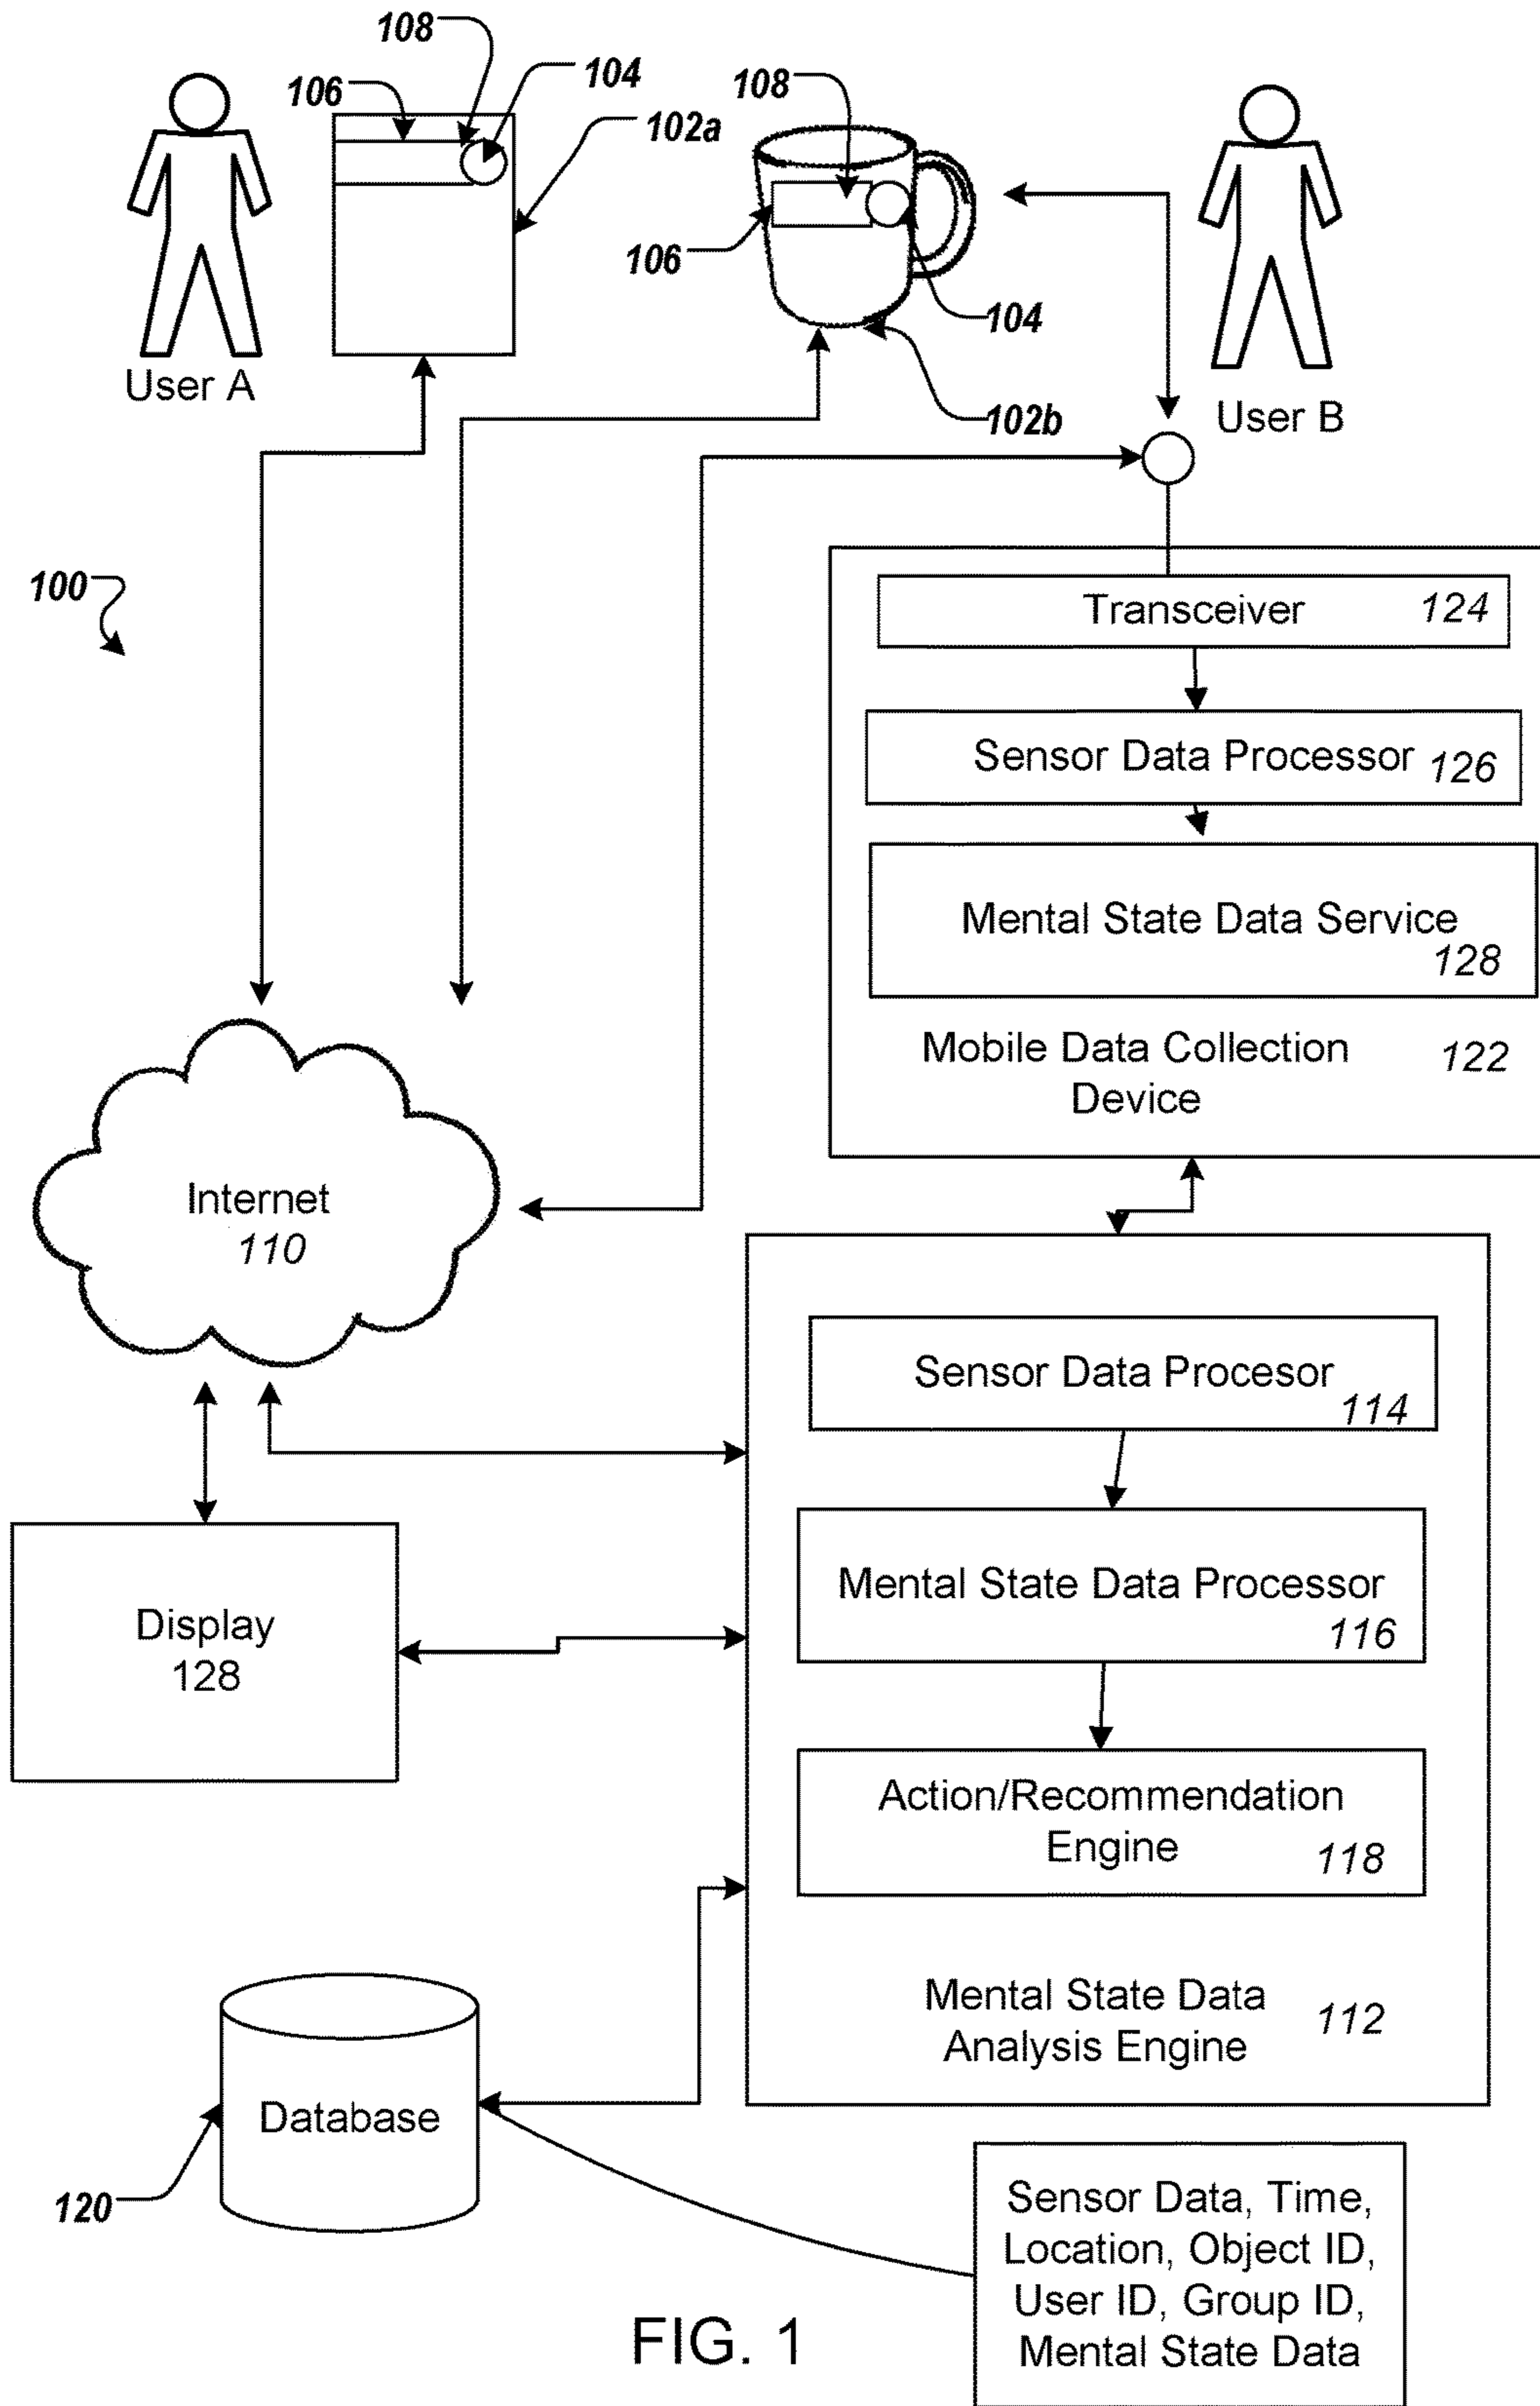 108
104
106
102a
108
106
104
102b
User A
User B
100
Transceiver 124
Sensor Data Processor 126
Mental State Data Service
128
Mobile Data Collection 122
Device
Internet
110
Sensor Data Procesor
114
Mental State Data Processor
116
Display
128
Action/Recommendation
Engine 118
Mental State Data
Analysis Engine 112
Database
120
Sensor Data, Time,
Location, Object ID,
User ID, Group ID,
Mental State Data
FIG. 1